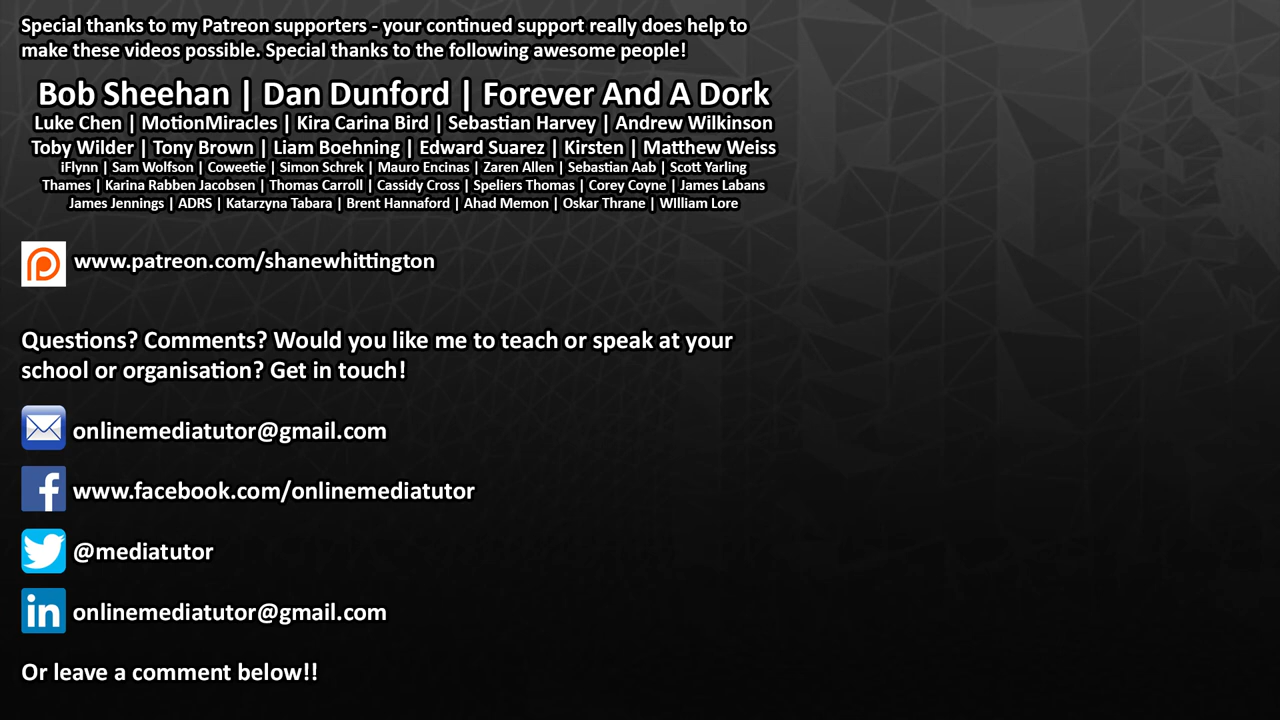 Special thanks to my Patreon supporters - your continued support really does help to
make these videos possible. Special thanks to the following awesome people!
Bob Sheehan | Dan Dunford | Forever And A Dork
Luke Chen | MotionMiracles | Kira Carina Bird | Sebastian Harvey | Andrew Wilkinson
Toby Wilder | Tony Brown | Liam Boehning | Edward Suarez | Kirsten | Matthew Weiss
iFlynn | Sam Wolfson | Coweetie | Simon Schrek | Mauro Encinas | Zaren Allen | Sebastian Aab | Scott Yarling
Thames | Karina Rabben Jacobsen | Thomas Carroll | Cassidy Cross | Speliers Thomas | Corey Coyne | James Labans
James Jennings | ADRS | Katarzyna Tabara | Brent Hannaford | Ahad Memon | Oskar Thrane | WIlliam Lore
www.patreon.com/shanewhittington
Questions? Comments? Would you like me to teach or speak at your
school or organisation? Get in touch!
onlinemediatutor@gmail.com
www.facebook.com/onlinemediatutor
@mediatutor
in onlinemediatutor@gmail.com
Or leave a comment below!!